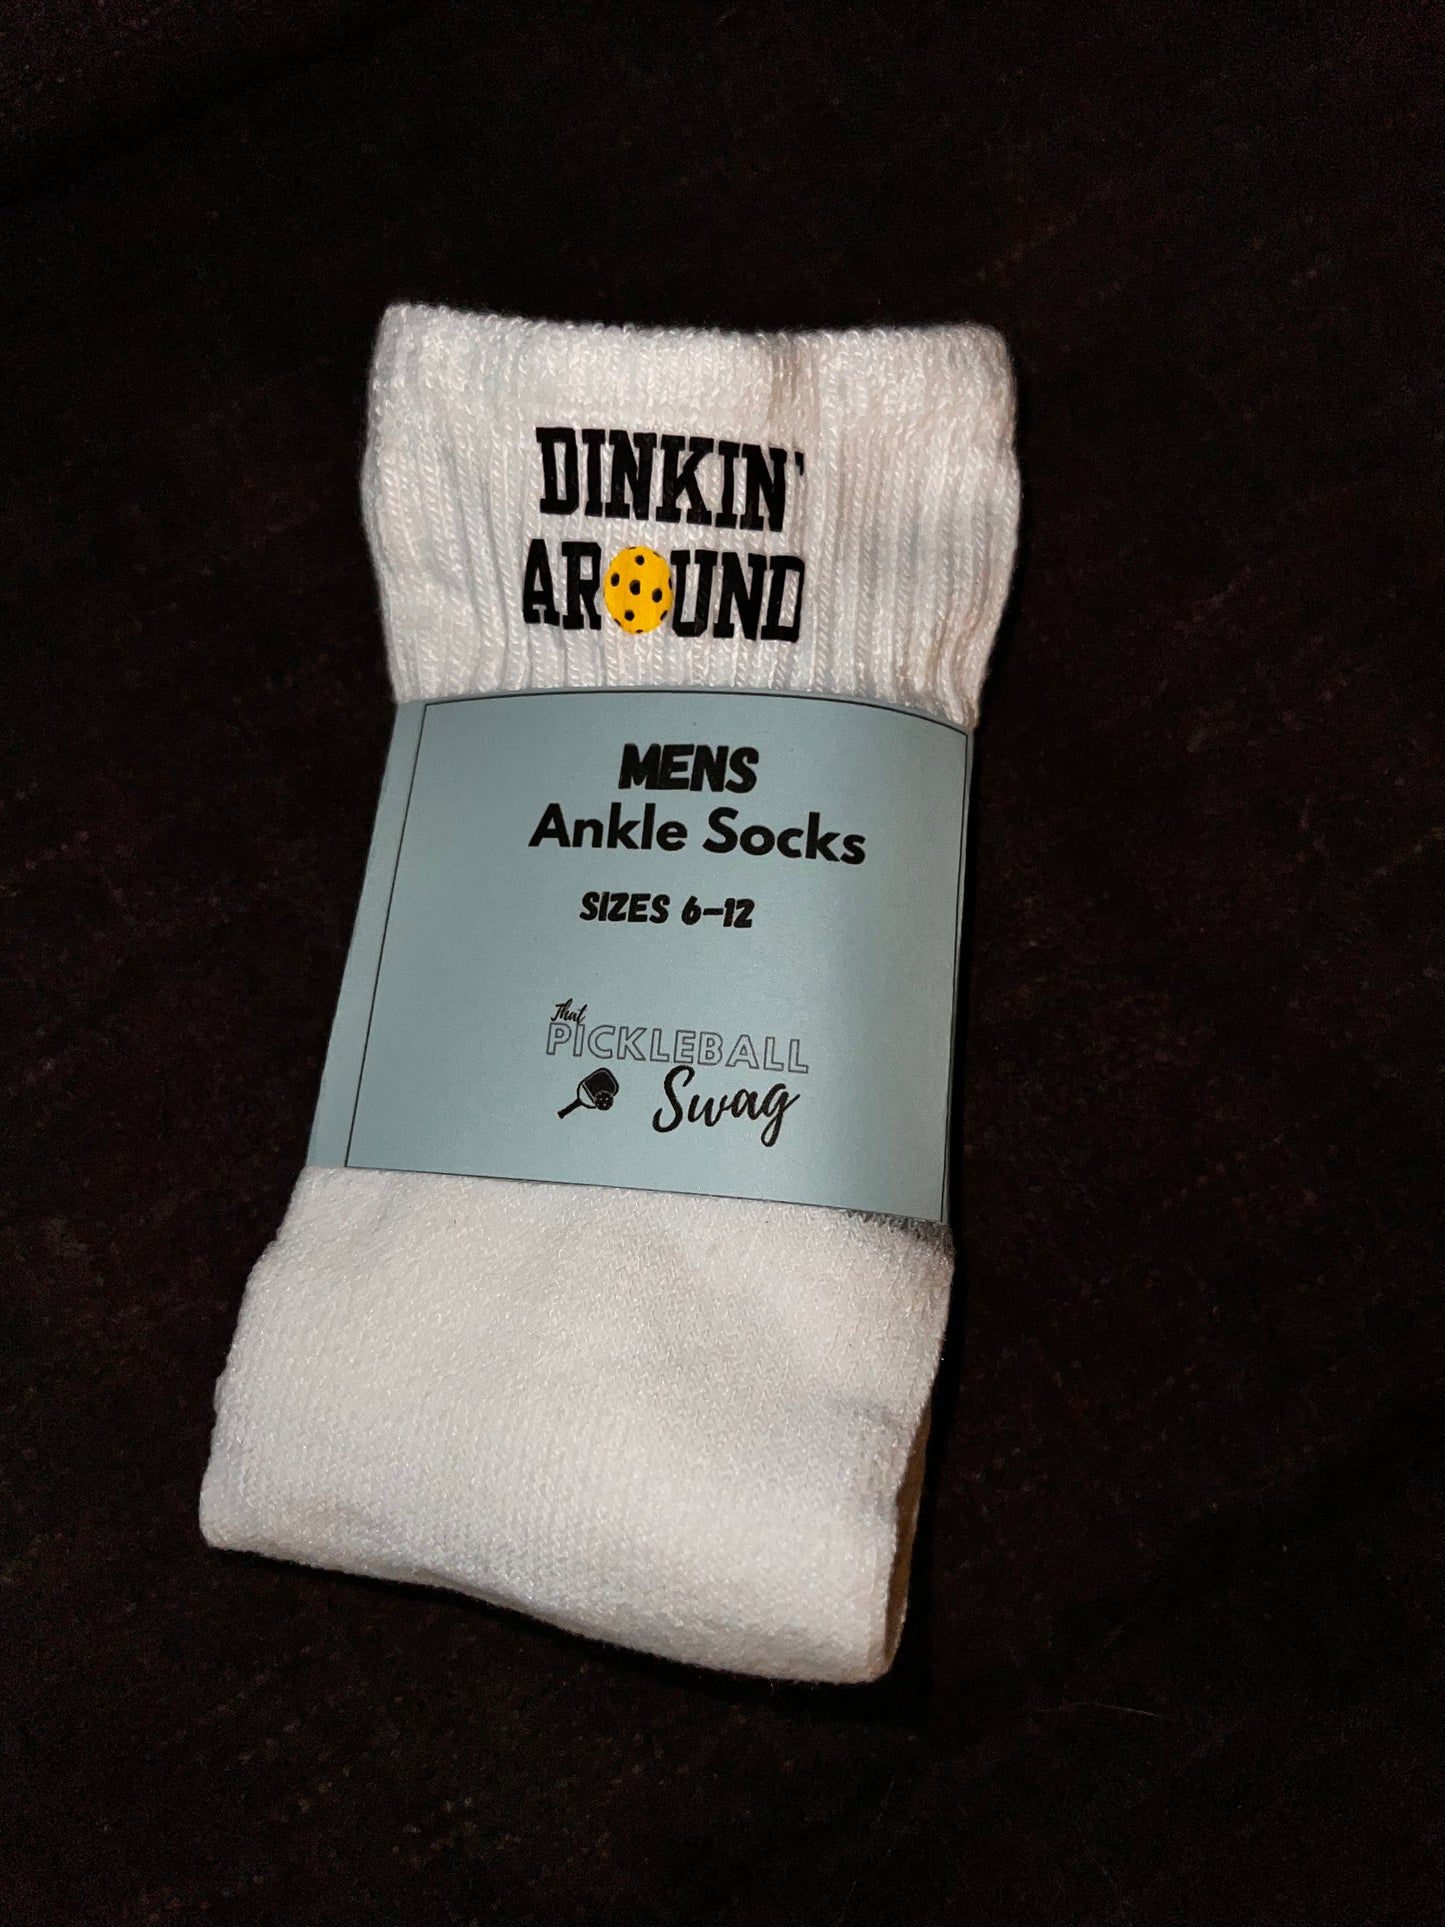 DINKIN'
AROUND
MENS
Ankle Socks
SIZES 6-12
That
PICKLEBALL
Swag